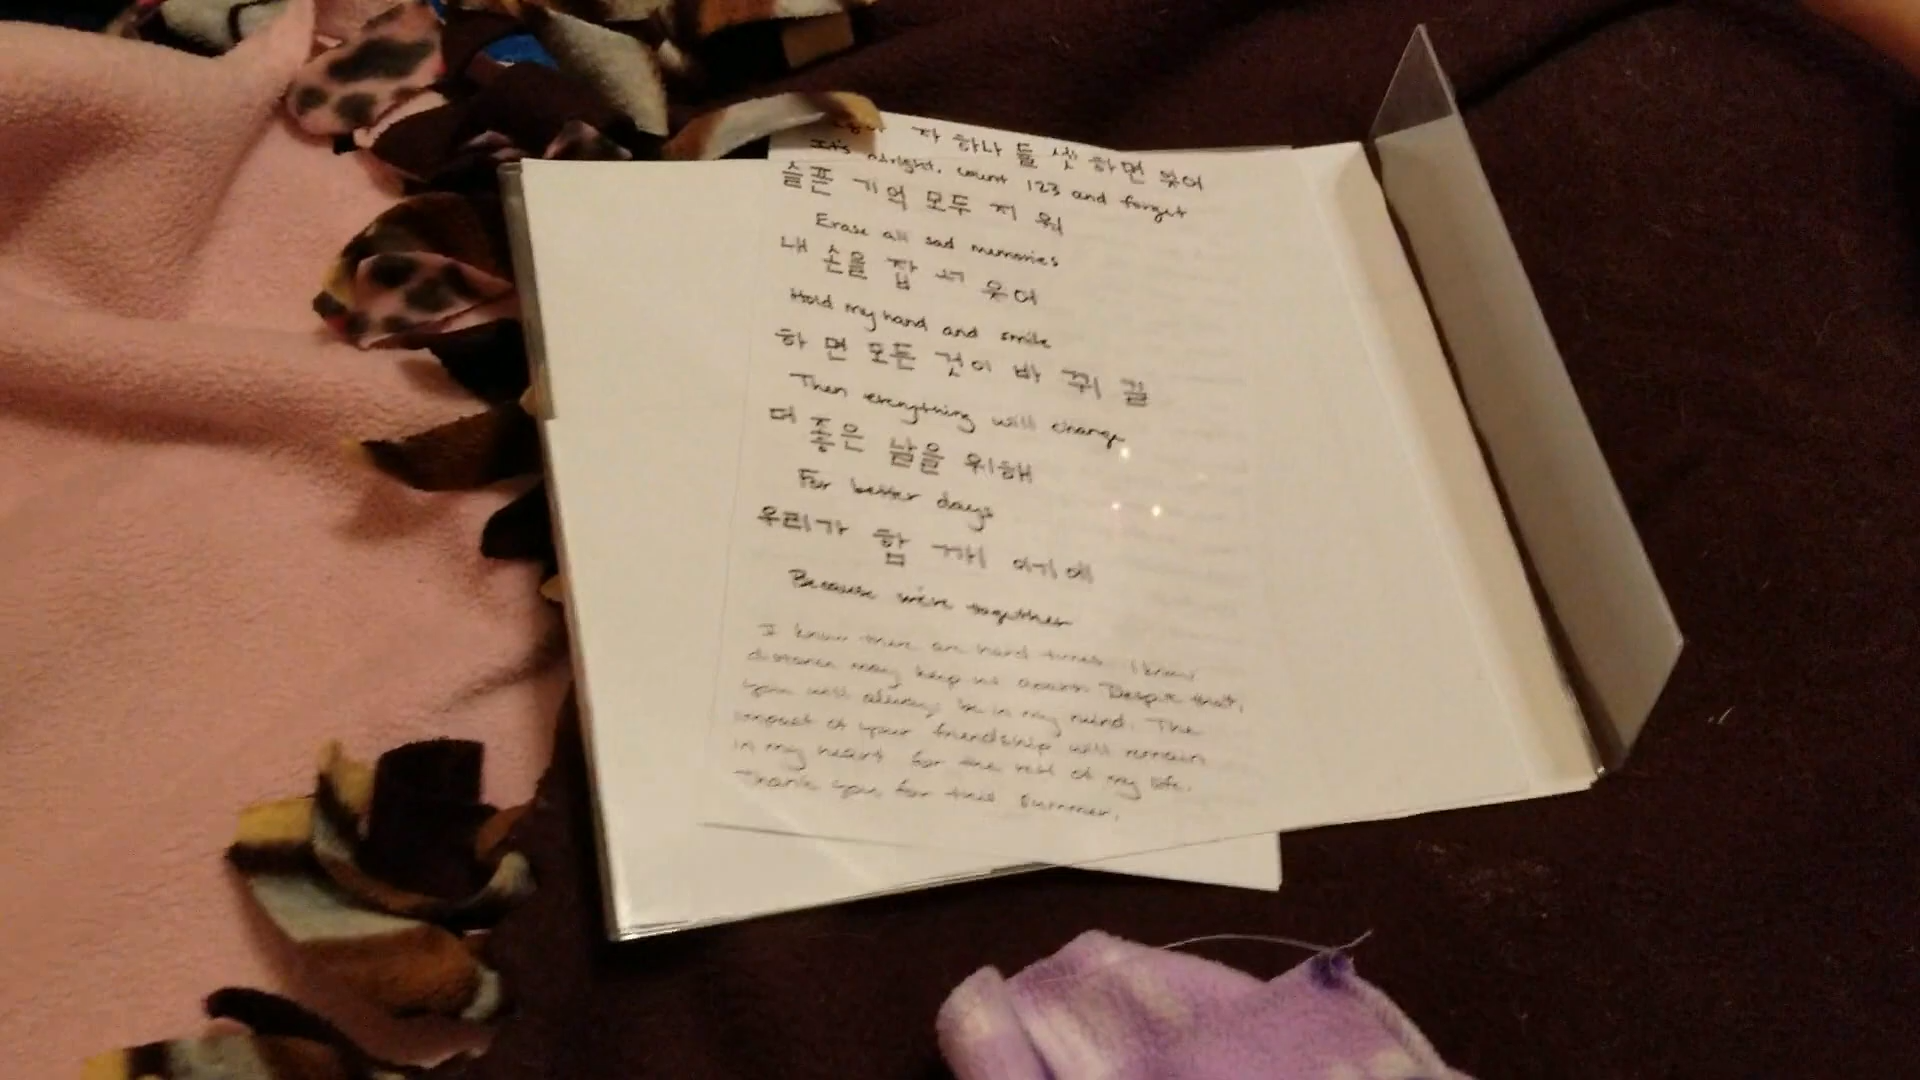 자 하나 둘 셋 하면 잊어
It's alright, count 123 and forget
슬픈 기억 모두 지 워
Erase all sad memories
내 손을 잡 고 웃어
Hold my hand and smile
하 면 모든 것이 바 뀌 길
Then everything will change
더 좋은 날을 위해
For better days
우리가 함 께 이기에
Because we're together
I know there are hard times. I know
distance may keep us apart. Despite that,
you will always be in my mind. The
impact of your friendship will remain
in my heart for the rest of my life.
Thank you for this summer.